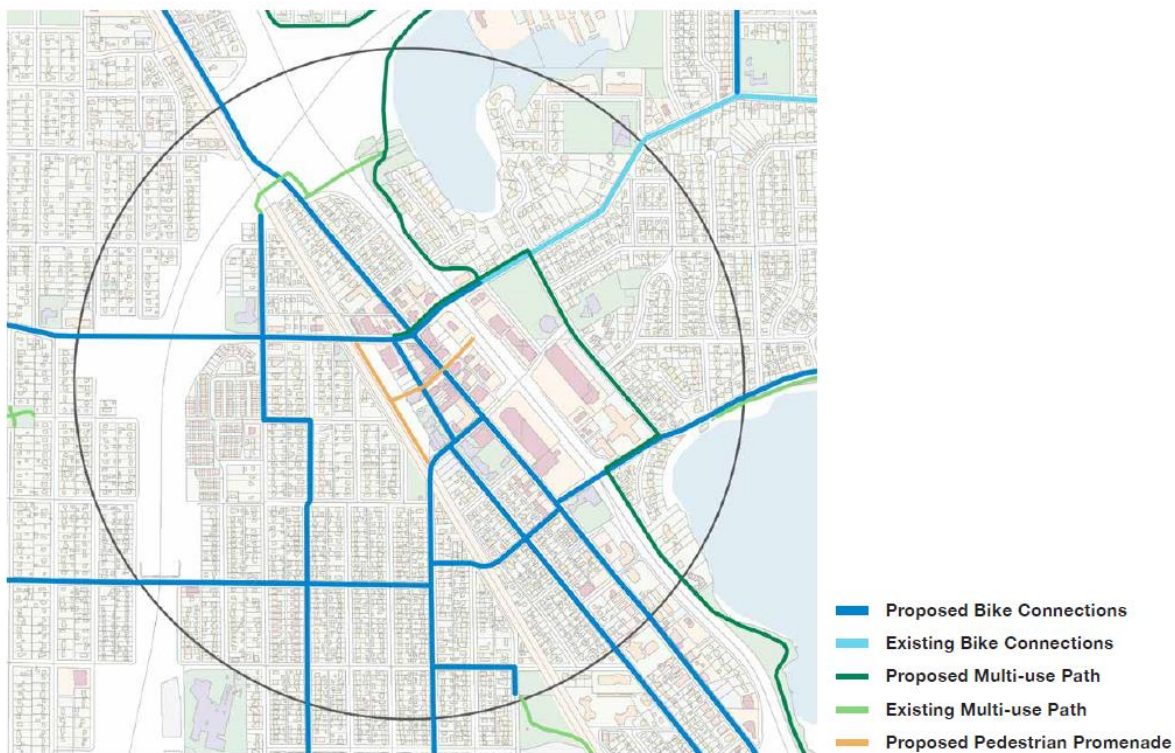 Proposed Bike Connections
Existing Bike Connections
Proposed Multi-use Path
Existing Multi-use Path
Proposed Pedestrian Promenade